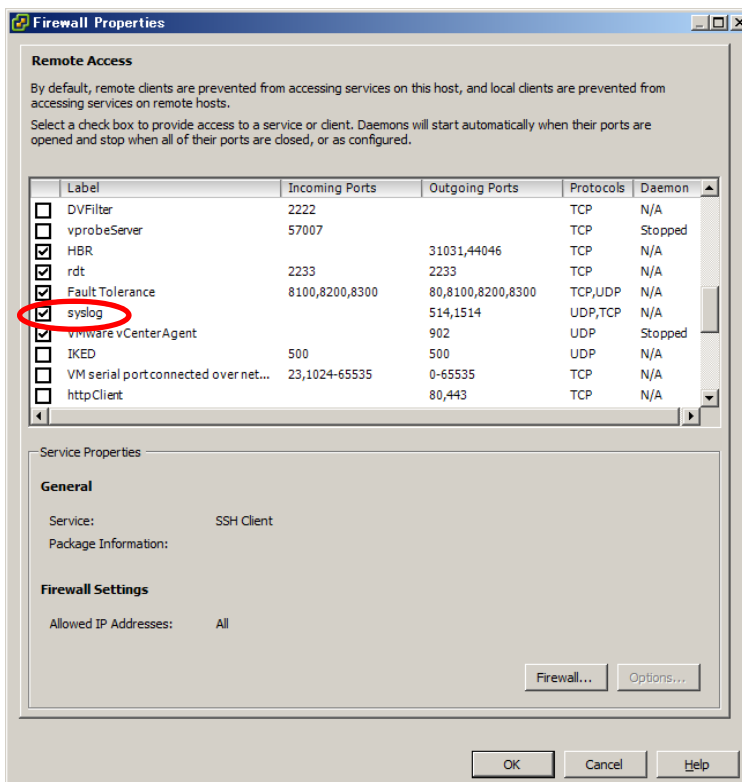 Firewall Properties
Remote Access
By default, remote clients are prevented from accessing services on this host, and local clients are prevented from
accessing services on remote hosts.
Select a check box to provide access to a service or client. Daemons will start automatically when their ports are
opened and stop when all of their ports are closed, or as configured.
Label Incoming Ports Outgoing Ports Protocols Daemon
DVFilter 2222 TCP N/A
vprobeServer 57007 TCP Stopped
HBR 31031,44046 TCP N/A
rdt 2233 2233 TCP N/A
Fault Tolerance 8100,8200,8300 80,8100,8200,8300 TCP,UDP N/A
syslog 514,1514 UDP,TCP N/A
VMware vCenterAgent 902 UDP Stopped
IKED 500 500 UDP N/A
VM serial port connected over net... 23,1024-65535 0-65535 TCP N/A
httpClient 80,443 TCP N/A
Service Properties
General
Service: SSH Client
Package Information:
Firewall Settings
Allowed IP Addresses: All
Firewall... Options...
OK Cancel Help